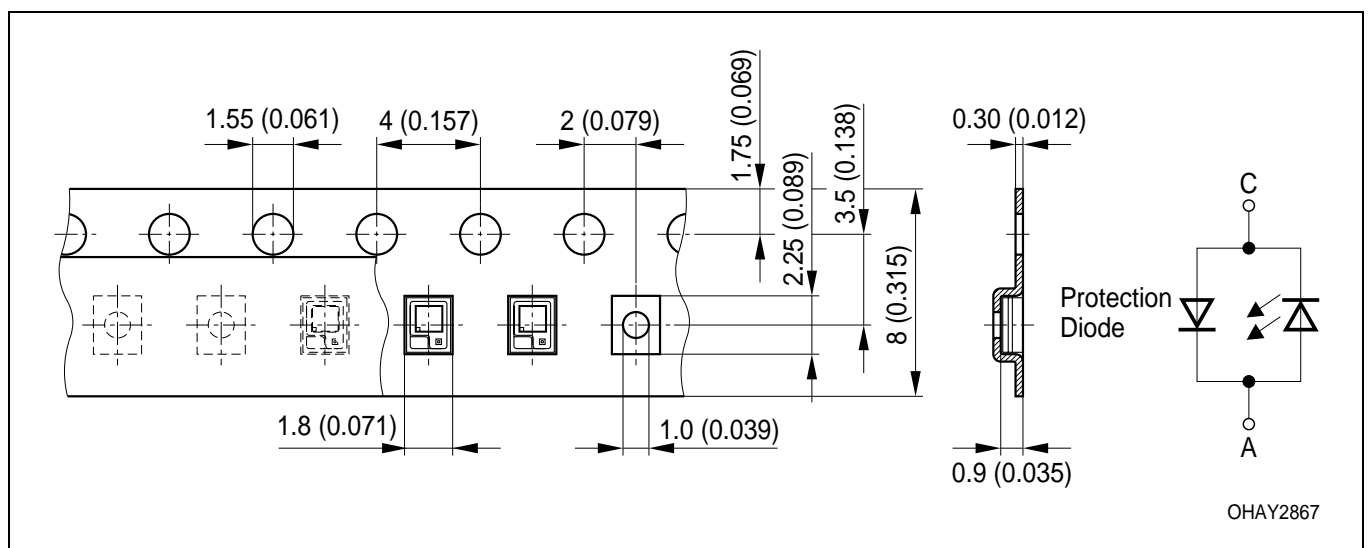 1.55 (0.061)
4 (0.157)
2 (0.079)
1.75 (0.069)
3.5 (0.138)
2.25 (0.089)
8 (0.315)
0.30 (0.012)
C
Protection
Diode
A
1.8 (0.071)
1.0 (0.039)
0.9 (0.035)
OHAY2867